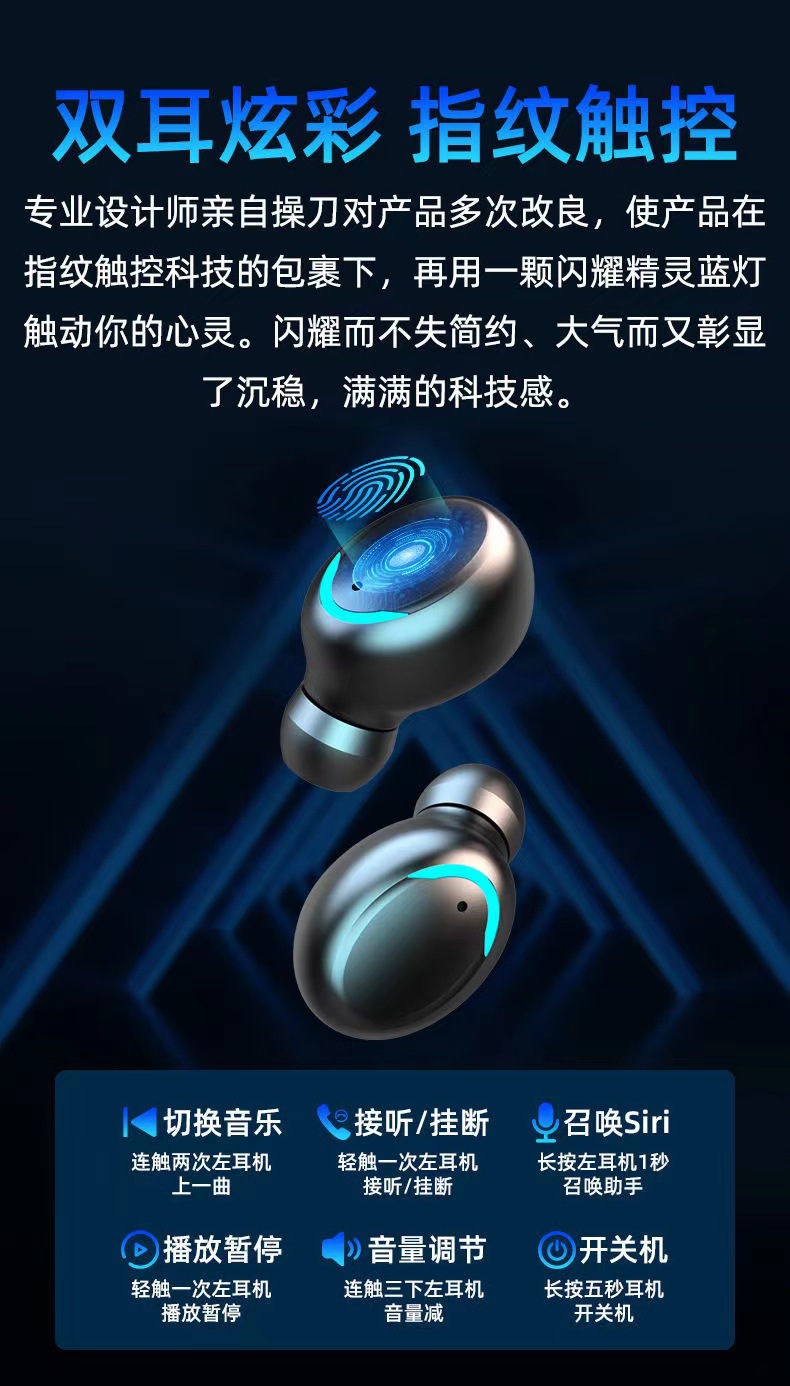 双耳炫彩 指纹触控
专业设计师亲自操刀对产品多次改良，使产品在
指纹触控科技的包裹下，再用一颗闪耀精灵蓝灯
触动你的心灵。闪耀而不失简约、大气而又彰显
了沉稳，满满的科技感。
切换音乐
连触两次左耳机
上一曲
接听/挂断
轻触一次左耳机
接听/挂断
召唤Siri
长按左耳机1秒
召唤助手
播放暂停
轻触一次左耳机
播放暂停
音量调节
连触三下左耳机
音量减
开关机
长按五秒耳机
开关机